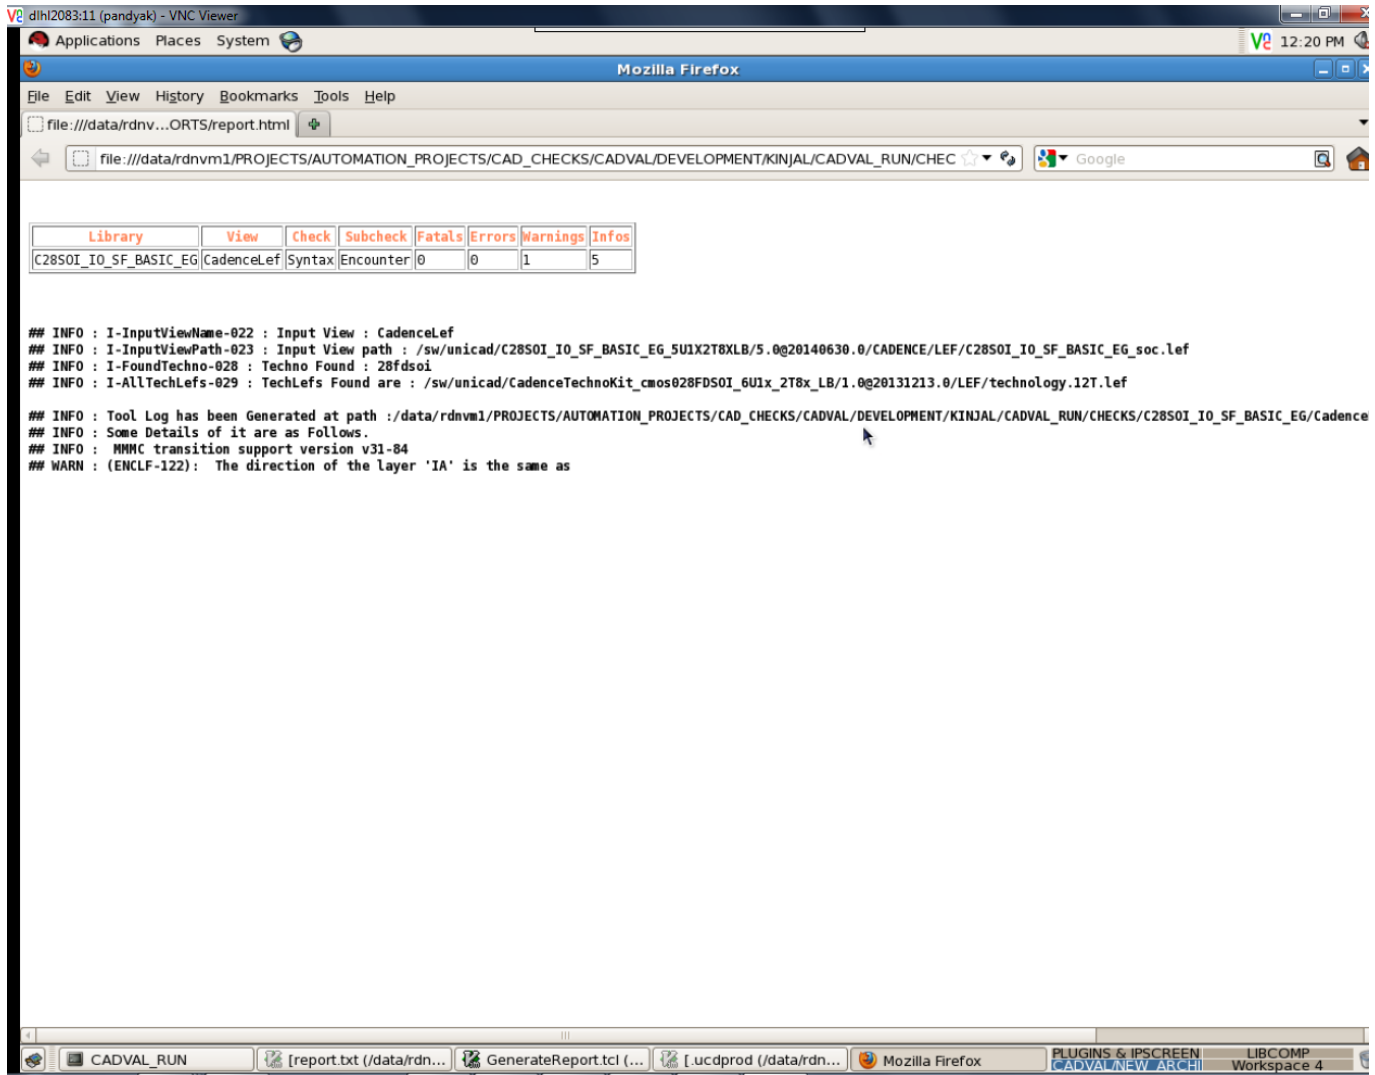 dlhl2083:11 (pandyak) - VNC Viewer
Applications Places System 12:20 PM
Mozilla Firefox
File Edit View History Bookmarks Tools Help
file:///data/rdnv...ORTS/report.html
file:///data/rdnvm1/PROJECTS/AUTOMATION_PROJECTS/CAD_CHECKS/CADVAL/DEVELOPMENT/KINJAL/CADVAL_RUN/CHEC Google
Library View Check Subcheck Fatals Errors Warnings Infos
C28SOI_IO_SF_BASIC_EG CadenceLef Syntax Encounter 0 0 1 5
## INFO : I-InputViewName-022 : Input View : CadenceLef
## INFO : I-InputViewPath-023 : Input View path : /sw/unicad/C28SOI_IO_SF_BASIC_EG_5U1X2T8XLB/5.0@20140630.0/CADENCE/LEF/C28SOI_IO_SF_BASIC_EG_soc.lef
## INFO : I-FoundTechno-028 : Techno Found : 28fdsoi
## INFO : I-AllTechLefs-029 : TechLefs Found are : /sw/unicad/CadenceTechnoKit_cmos028FDSOI_6U1x_2T8x_LB/1.0@20131213.0/LEF/technology.12T.lef
## INFO : Tool Log has been Generated at path :/data/rdnvm1/PROJECTS/AUTOMATION_PROJECTS/CAD_CHECKS/CADVAL/DEVELOPMENT/KINJAL/CADVAL_RUN/CHECKS/C28SOI_IO_SF_BASIC_EG/Cadence
## INFO : Some Details of it are as Follows.
## INFO :  MMMC transition support version v31-84
## WARN : (ENCLF-122):  The direction of the layer 'IA' is the same as
CADVAL_RUN [report.txt (/data/rdn... GenerateReport.tcl (... [.ucdprod (/data/rdn... Mozilla Firefox PLUGINS & IPSCREEN LIBCOMP
CADVAL/NEW_ARCHI Workspace 4